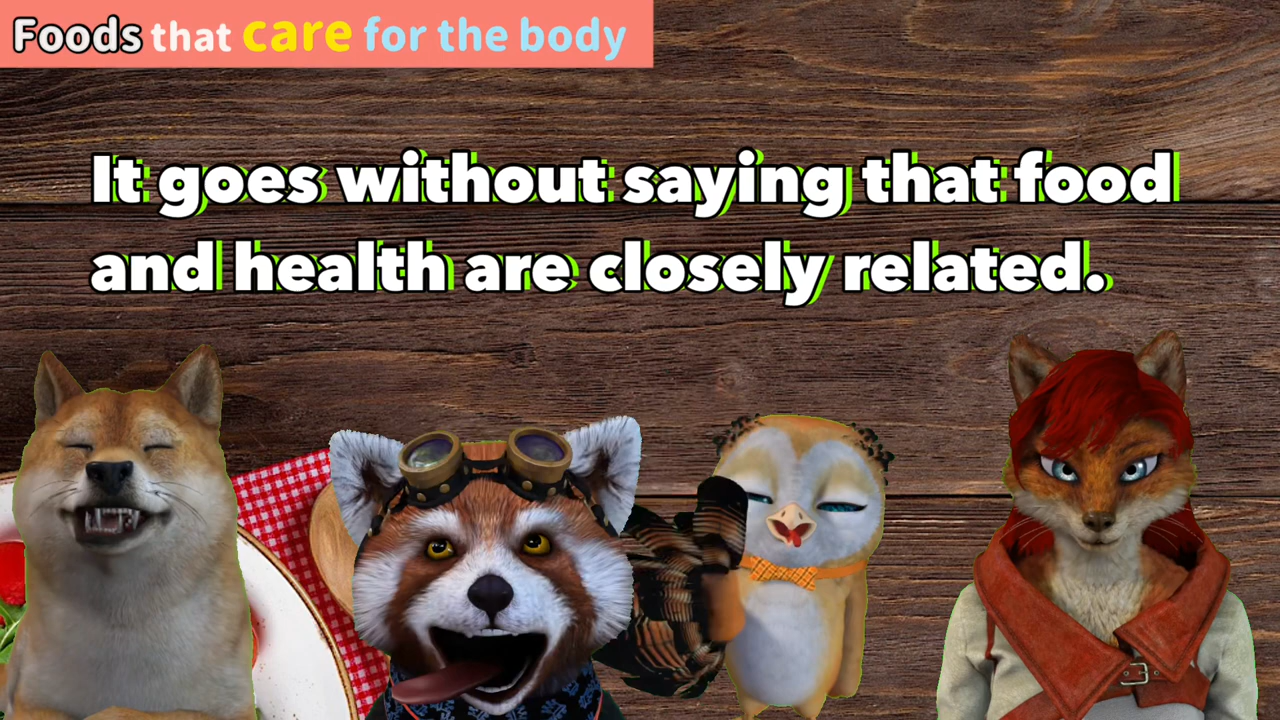 Foods that care for the body
It goes without saying that food
and health are closely related.